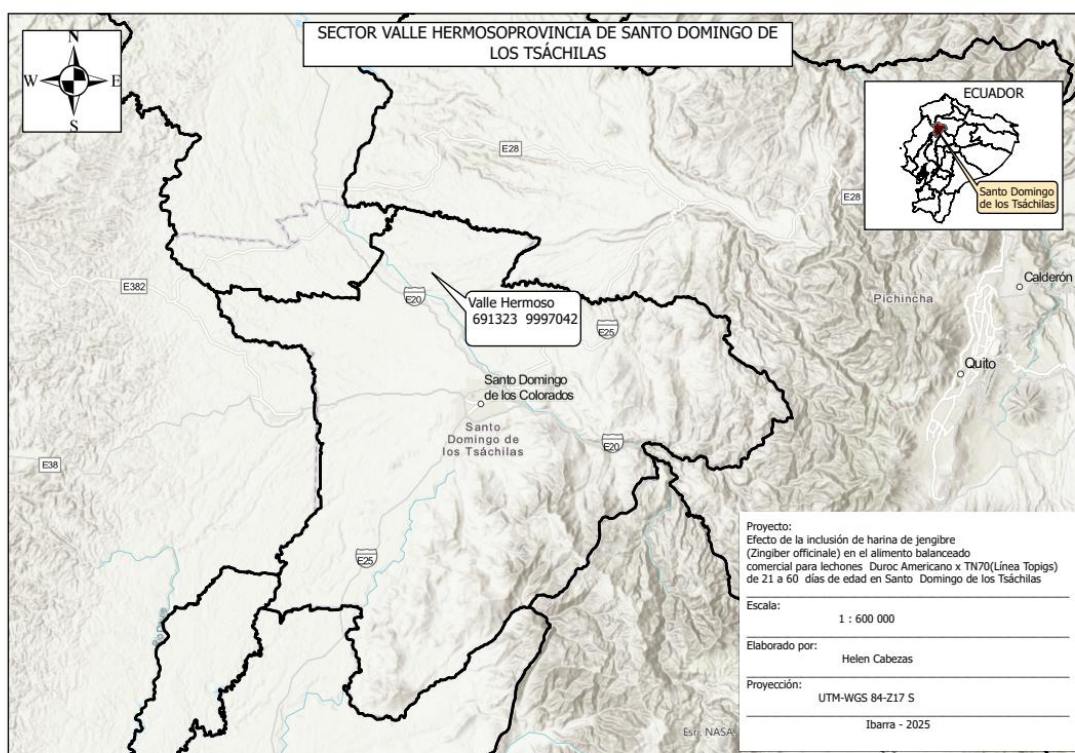 SECTOR VALLE HERMOSOPROVINCIA DE SANTO DOMINGO DE
LOS TSÁCHILAS
N
W
E
S
ECUADOR
Santo Domingo
de los Tsáchilas
E28
E28
Calderón
E382
Pichincha
E20
Valle Hermoso
691323 9997042
E25
Quito
Santo Domingo
de los Colorados
Santo
Domingo de
los Tsáchilas
E20
E38
E25
Proyecto:
Efecto de la inclusión de harina de jengibre
(Zingiber officinale) en el alimento balanceado
comercial para lechones Duroc Americano x TN70(Línea Topigs)
de 21 a 60 días de edad en Santo Domingo de los Tsáchilas
Escala:
1 : 600 000
Elaborado por:
Helen Cabezas
Proyección:
UTM-WGS 84-Z17 S
Ibarra - 2025
Esri, NASA